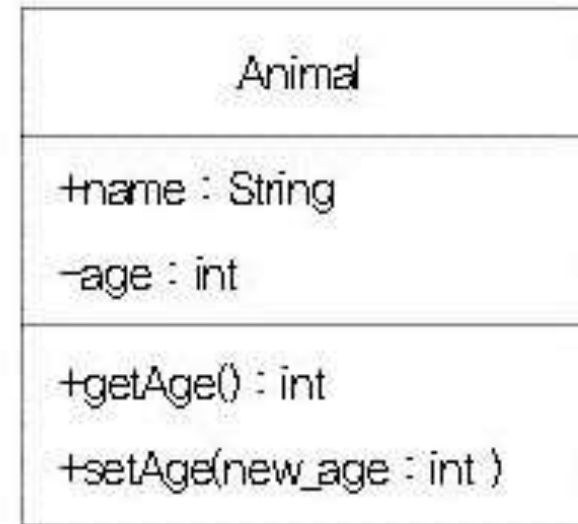 Animal
+name : String
-age : int
+getAge() : int
+setAge(new_age : int )